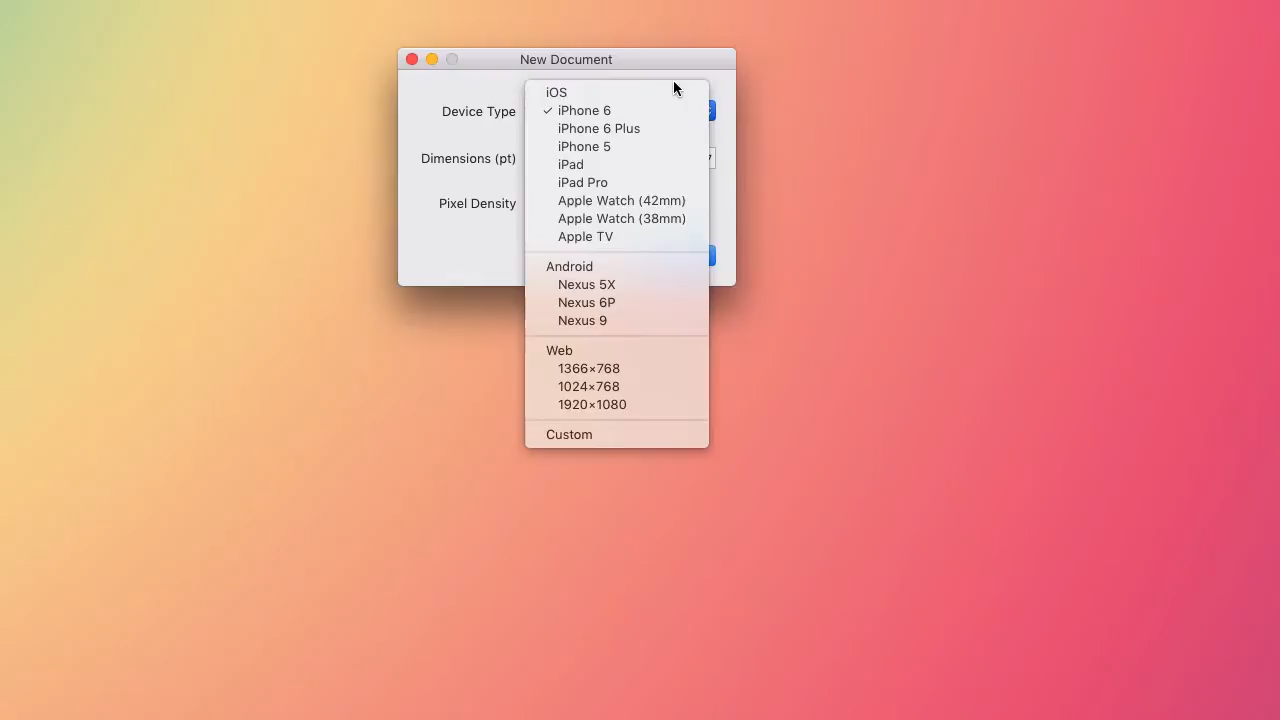 New Document
Device Type
Dimensions (pt)
Pixel Density
iOS
✓ iPhone 6
iPhone 6 Plus
iPhone 5
iPad
iPad Pro
Apple Watch (42mm)
Apple Watch (38mm)
Apple TV
Android
Nexus 5X
Nexus 6P
Nexus 9
Web
1366×768
1024×768
1920×1080
Custom